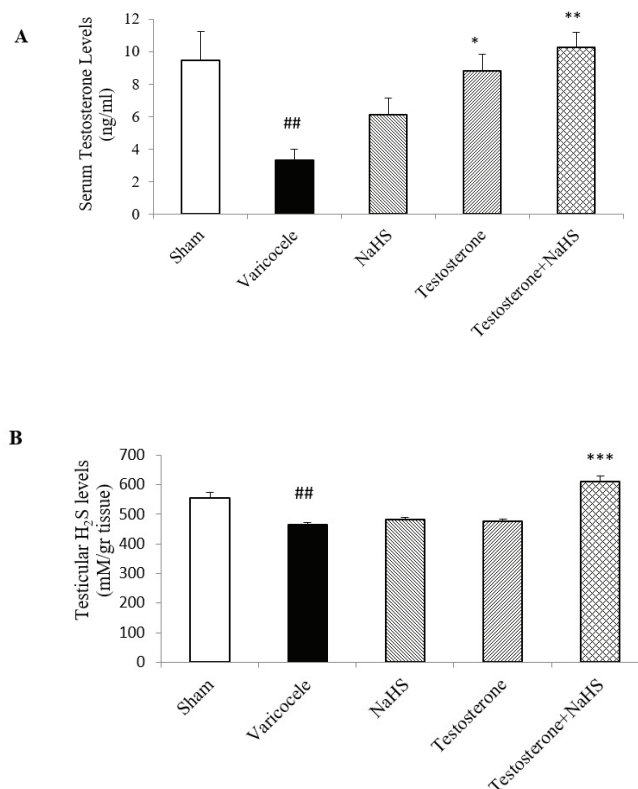 A
Serum Testosterone Levels
(ng/ml)
12
10
8
6
4
2
0
##
*
**
Sham
Varicocele
NaHS
Testosterone
Testosterone+NaHS
B
Testicular H₂S levels
(mM/gr tissue)
700
600
500
400
300
200
100
0
##
***
Sham
Varicocele
NaHS
Testosterone
Testosterone+NaHS